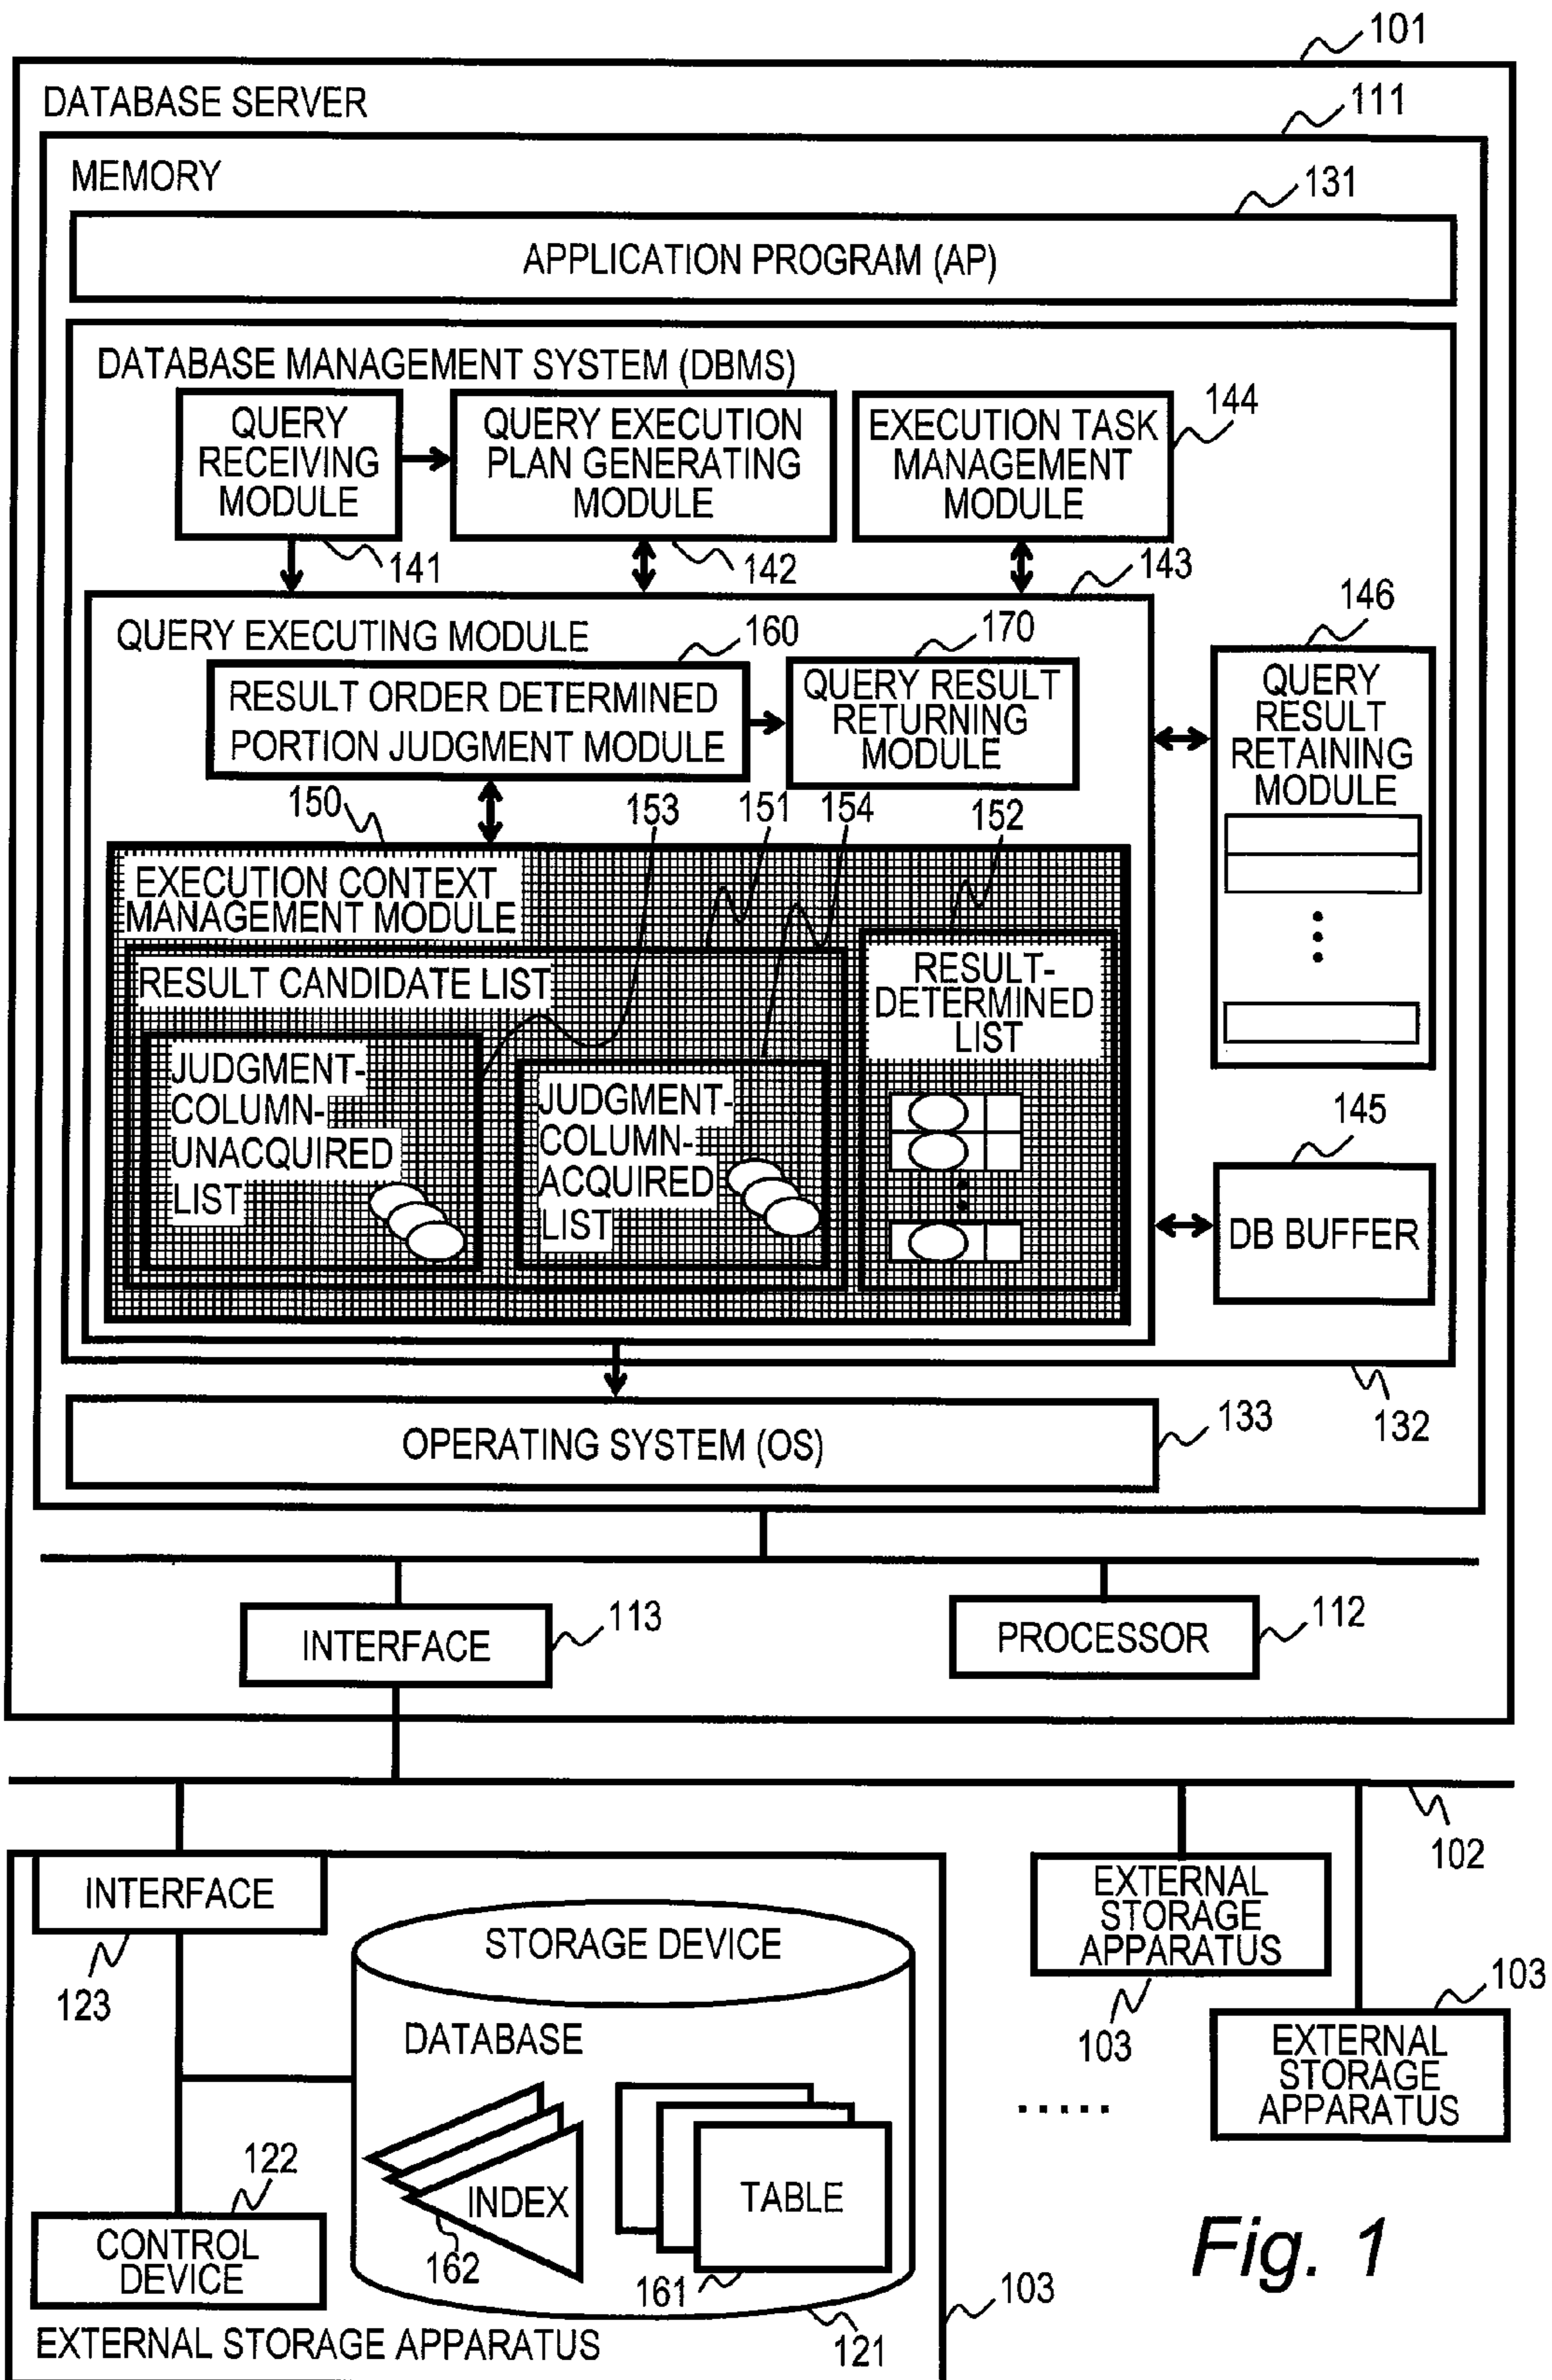 101
DATABASE SERVER
111
MEMORY
131
APPLICATION PROGRAM (AP)
DATABASE MANAGEMENT SYSTEM (DBMS)
QUERY
RECEIVING
MODULE
141
QUERY EXECUTION
PLAN GENERATING
MODULE
142
EXECUTION TASK
MANAGEMENT
MODULE
144
143
QUERY EXECUTING MODULE
160
RESULT ORDER DETERMINED
PORTION JUDGMENT MODULE
170
QUERY RESULT
RETURNING
MODULE
146
QUERY
RESULT
RETAINING
MODULE
150
153
151
154
152
EXECUTION CONTEXT
MANAGEMENT MODULE
RESULT CANDIDATE LIST
JUDGMENT-
COLUMN-
UNACQUIRED
LIST
JUDGMENT-
COLUMN-
ACQUIRED
LIST
RESULT-
DETERMINED
LIST
145
DB BUFFER
132
OPERATING SYSTEM (OS)
133
INTERFACE
113
PROCESSOR
112
102
INTERFACE
123
STORAGE DEVICE
DATABASE
INDEX
162
TABLE
161
121
122
CONTROL
DEVICE
EXTERNAL STORAGE APPARATUS
103
EXTERNAL
STORAGE
APPARATUS
103
.....
103
EXTERNAL
STORAGE
APPARATUS
Fig. 1